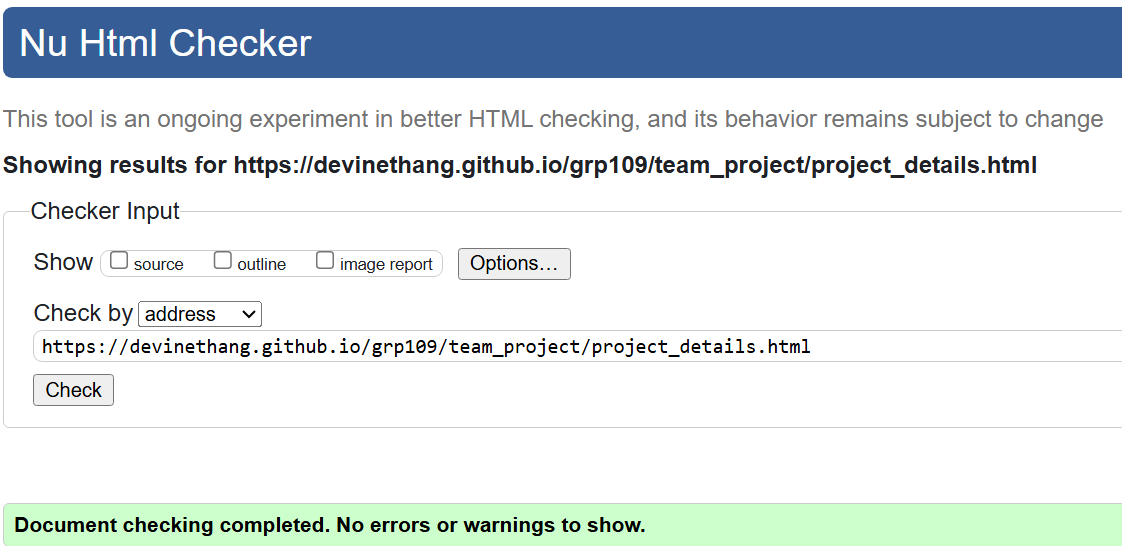 Nu Html Checker
This tool is an ongoing experiment in better HTML checking, and its behavior remains subject to change
Showing results for https://devinethang.github.io/grp109/team_project/project_details.html
Checker Input
Show source outline image report Options…
Check by address
https://devinethang.github.io/grp109/team_project/project_details.html
Check
Document checking completed. No errors or warnings to show.